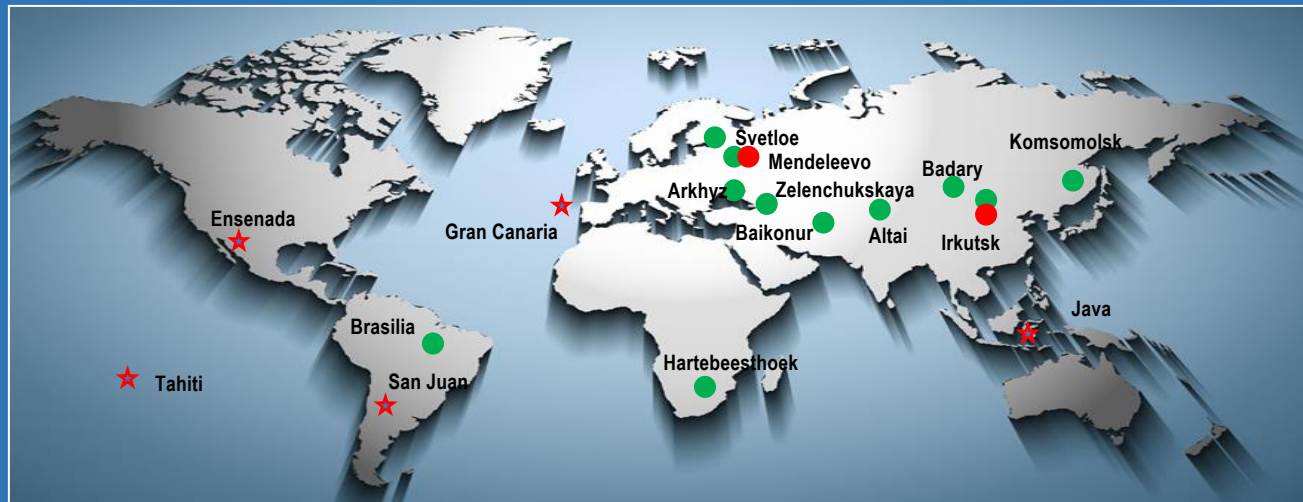 Svetloe
Komsomolsk
Mendeleevo
Badary
Arkhyz
Zelenchukskaya
Ensenada
Gran Canaria
Baikonur
Altai
Irkutsk
Java
Brasilia
Hartebeesthoek
Tahiti
San Juan